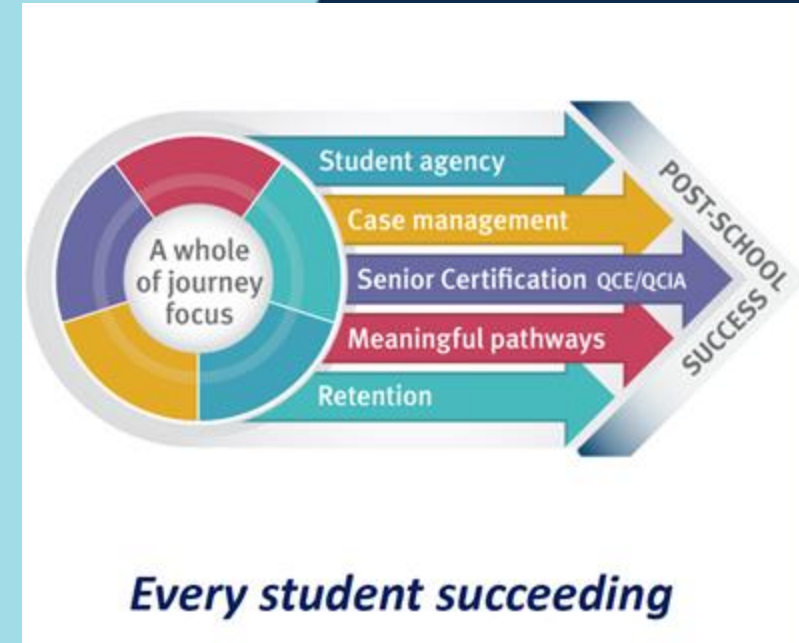 A whole
of journey
focus
Student agency
Case management
Senior Certification QCE/QCIA
Meaningful pathways
Retention
POST-SCHOOL
SUCCESS
Every student succeeding